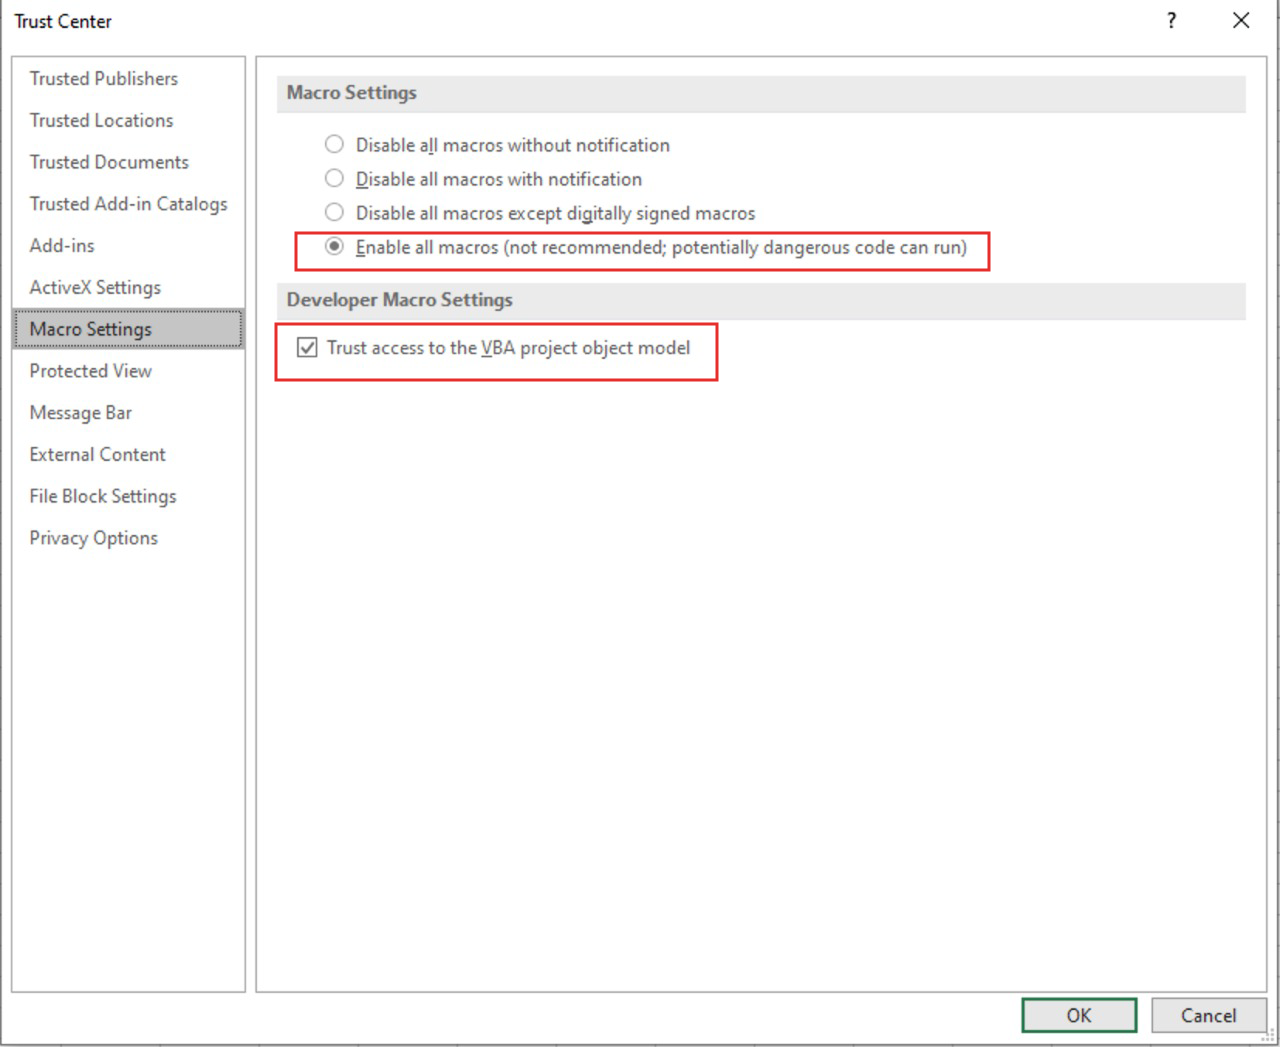 Trust Center
?
Trusted Publishers
Trusted Locations
Trusted Documents
Trusted Add-in Catalogs
Add-ins
ActiveX Settings
Macro Settings
Protected View
Message Bar
External Content
File Block Settings
Privacy Options
Macro Settings
Disable all macros without notification
Disable all macros with notification
Disable all macros except digitally signed macros
Enable all macros (not recommended; potentially dangerous code can run)
Developer Macro Settings
Trust access to the VBA project object model
OK
Cancel